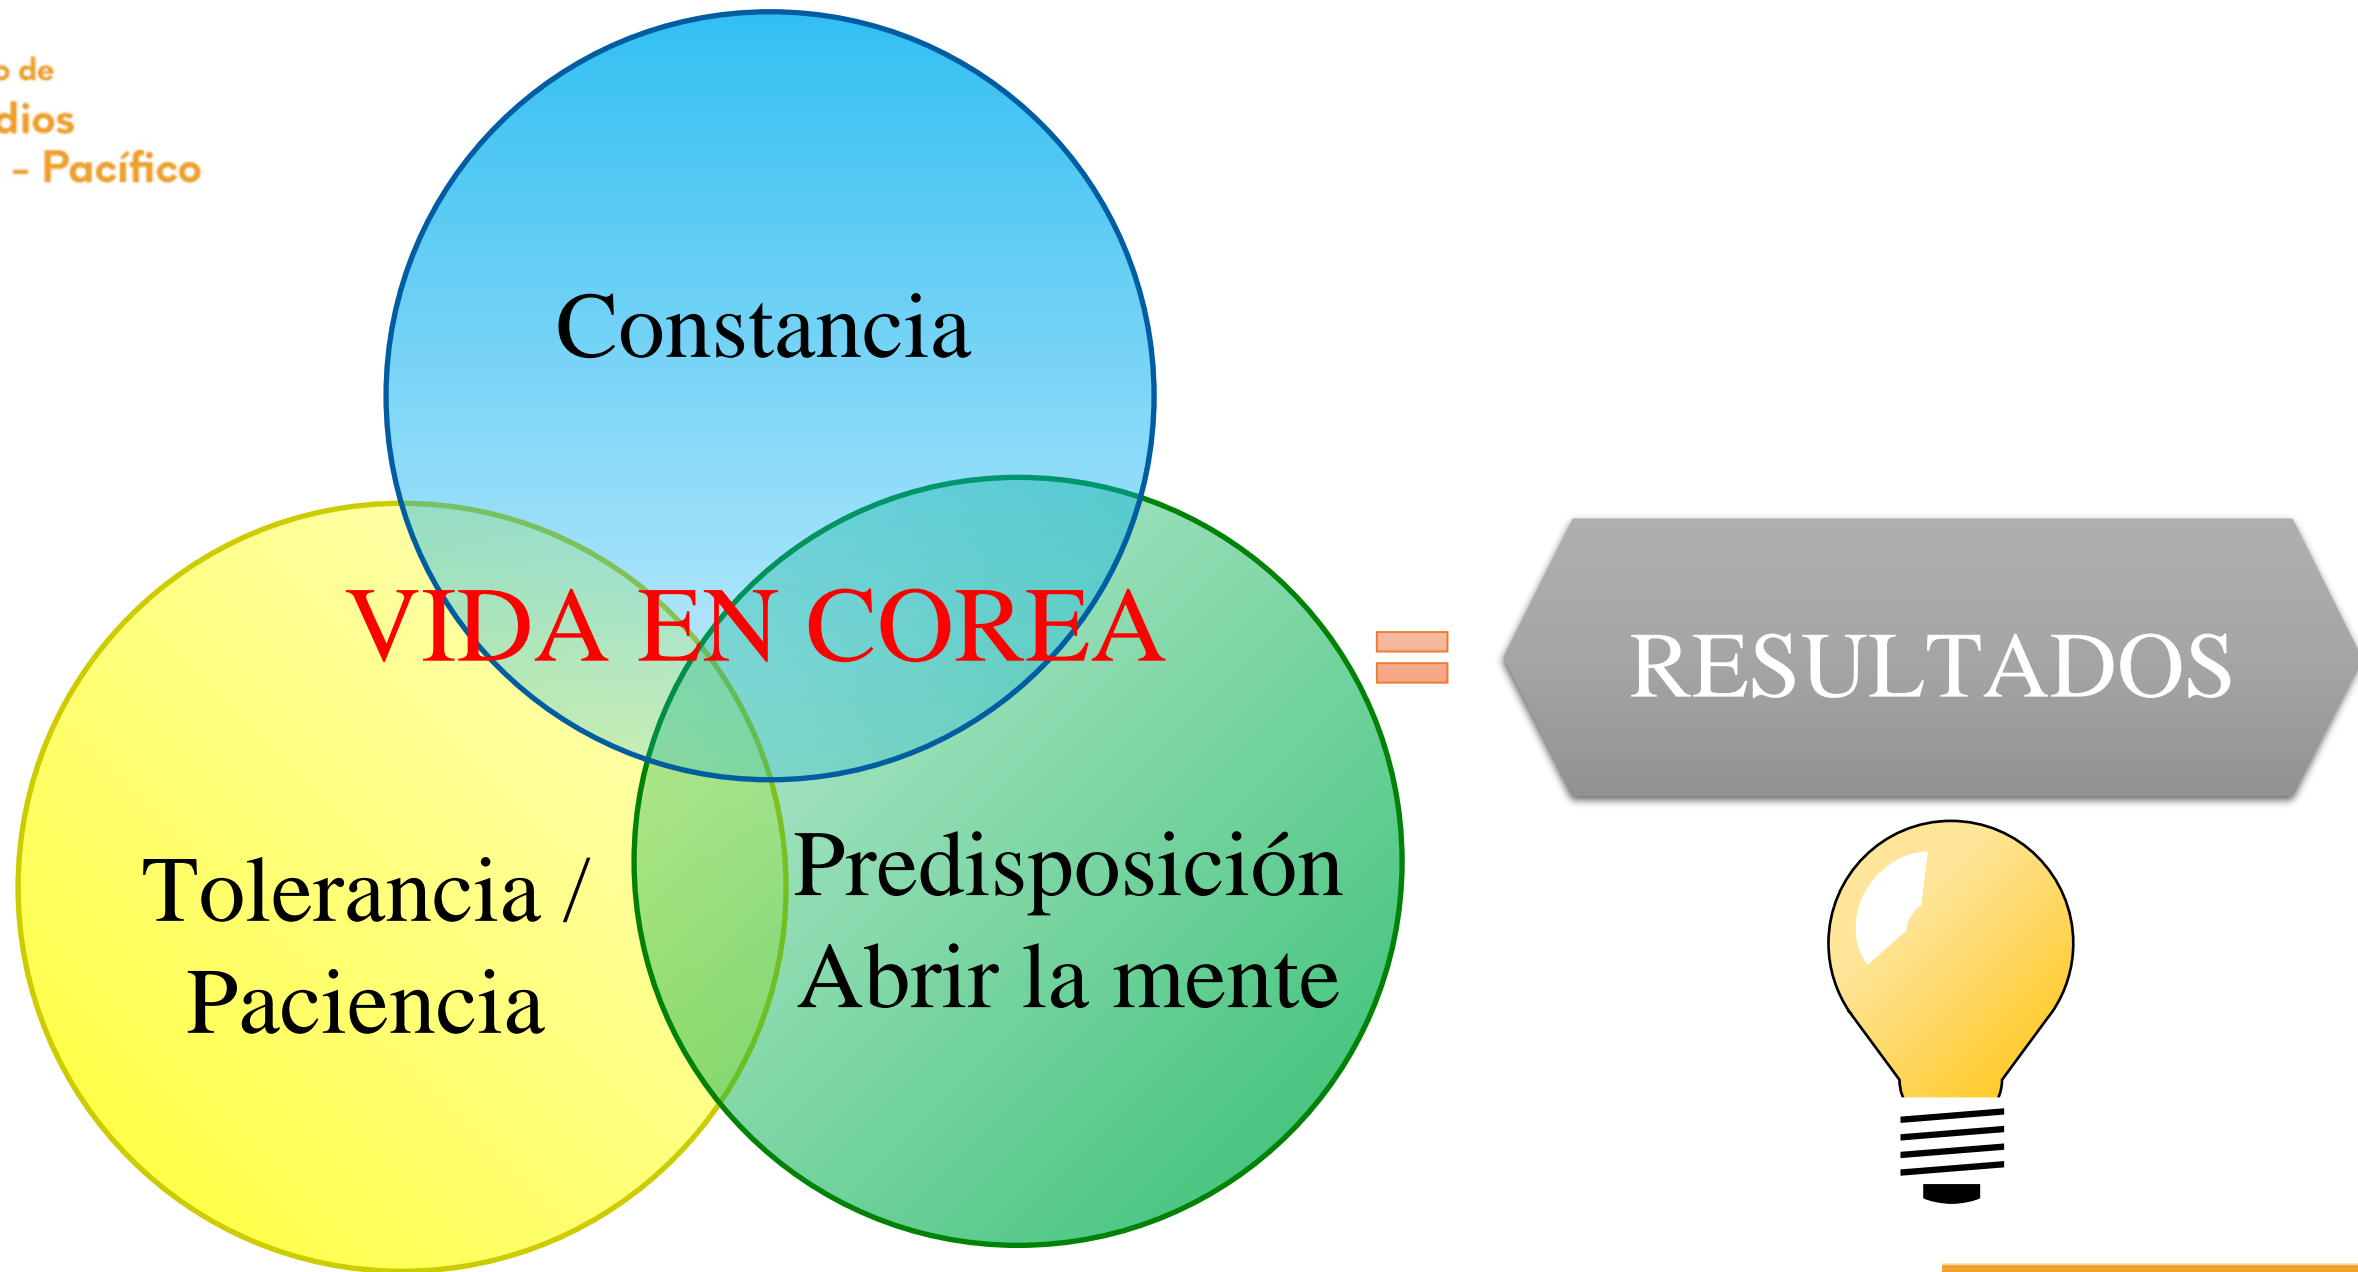 o de
dios
- Pacífico
Constancia
VIDA EN COREA
Tolerancia /
Paciencia
Predisposición
Abrir la mente
RESULTADOS